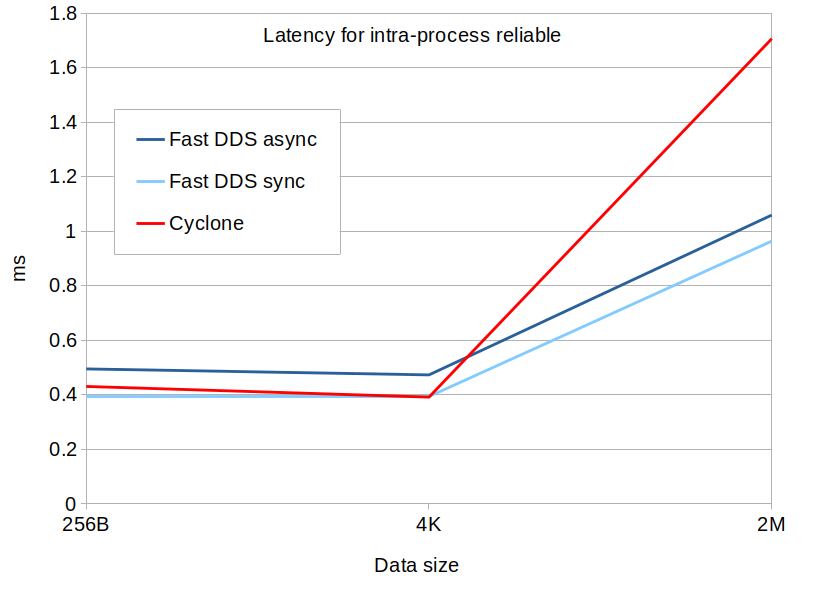 Latency for intra-process reliable
1.8
1.6
1.4
1.2
1
0.8
0.6
0.4
0.2
0
ms
Fast DDS async
Fast DDS sync
Cyclone
256B 4K 2M
Data size